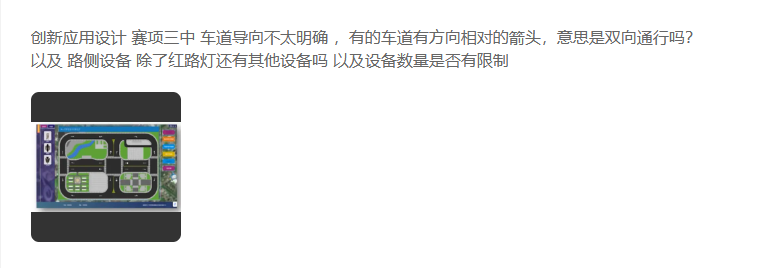 创新应用设计 赛项三中 车道导向不太明确 ，有的车道有方向相对的箭头，意思是双向通行吗？
以及 路侧设备 除了红路灯还有其他设备吗 以及设备数量是否有限制